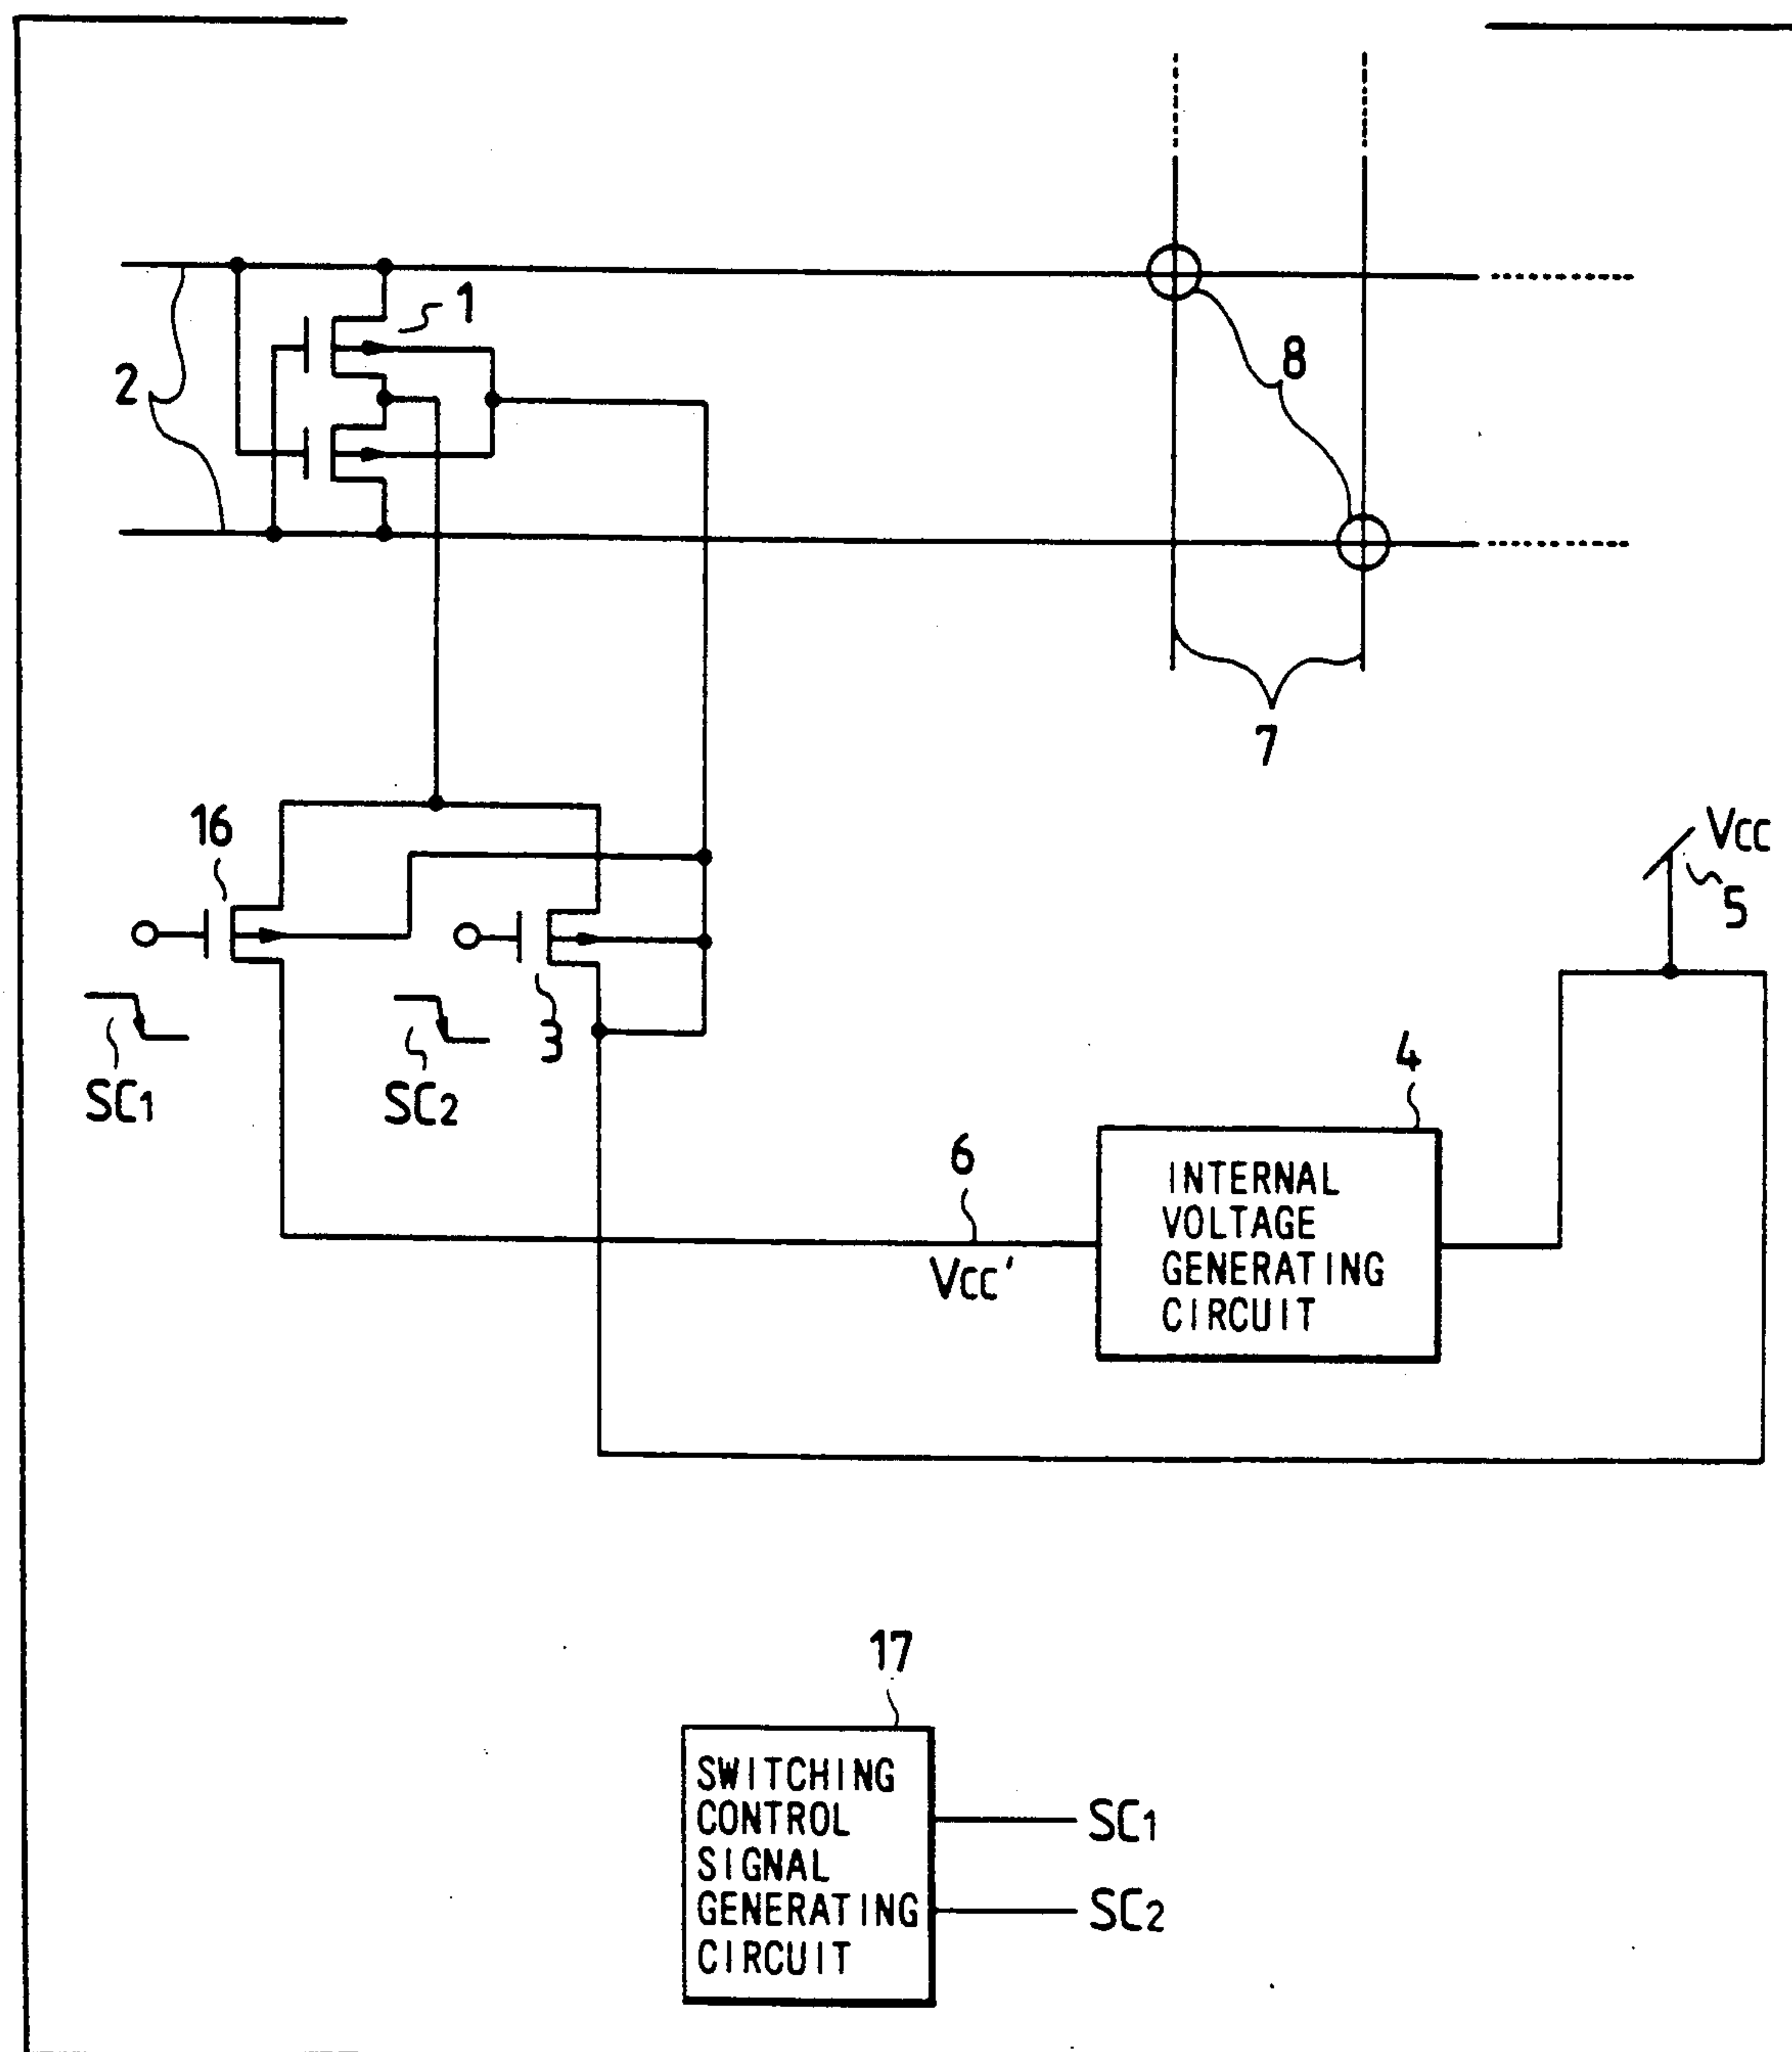 1
2
8
7
16
VCC
5
3
SC1
SC2
4
6
VCC'
INTERNAL
VOLTAGE
GENERATING
CIRCUIT
17
SWITCHING
CONTROL
SIGNAL
GENERATING
CIRCUIT
SC1
SC2